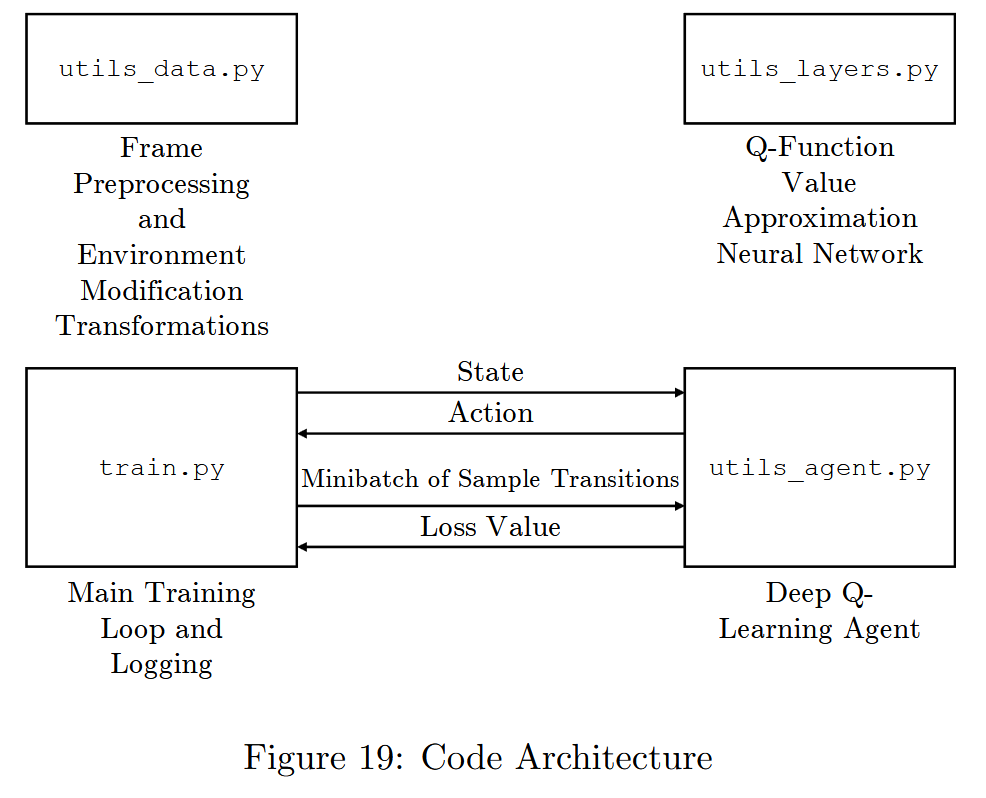 utils_data.py
Frame
Preprocessing
and
Environment
Modification
Transformations
utils_layers.py
Q-Function
Value
Approximation
Neural Network
train.py
Main Training
Loop and
Logging
State
Action
Minibatch of Sample Transitions
Loss Value
utils_agent.py
Deep Q-
Learning Agent
Figure 19: Code Architecture